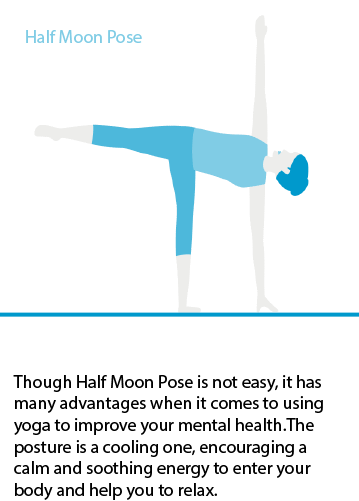 Half Moon Pose
Though Half Moon Pose is not easy, it has
many advantages when it comes to using
yoga to improve your mental health.The
posture is a cooling one, encouraging a
calm and soothing energy to enter your
body and help you to relax.